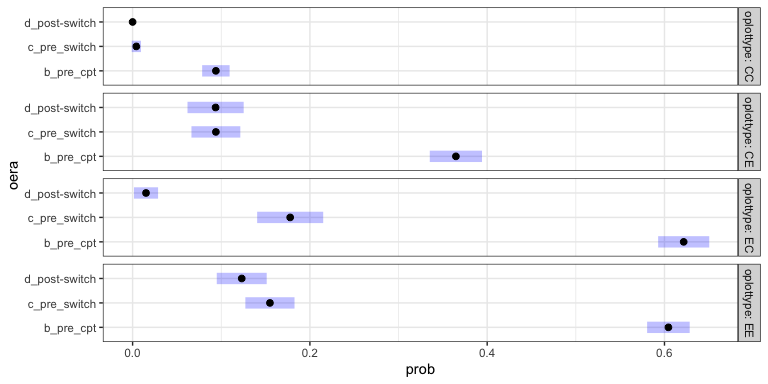 d_post-switch
c_pre_switch
b_pre_cpt
oplottype: CC
d_post-switch
c_pre_switch
b_pre_cpt
oplottype: CE
d_post-switch
c_pre_switch
b_pre_cpt
oplottype: EC
d_post-switch
c_pre_switch
b_pre_cpt
oplottype: EE
oera
0.0 0.2 0.4 0.6
prob